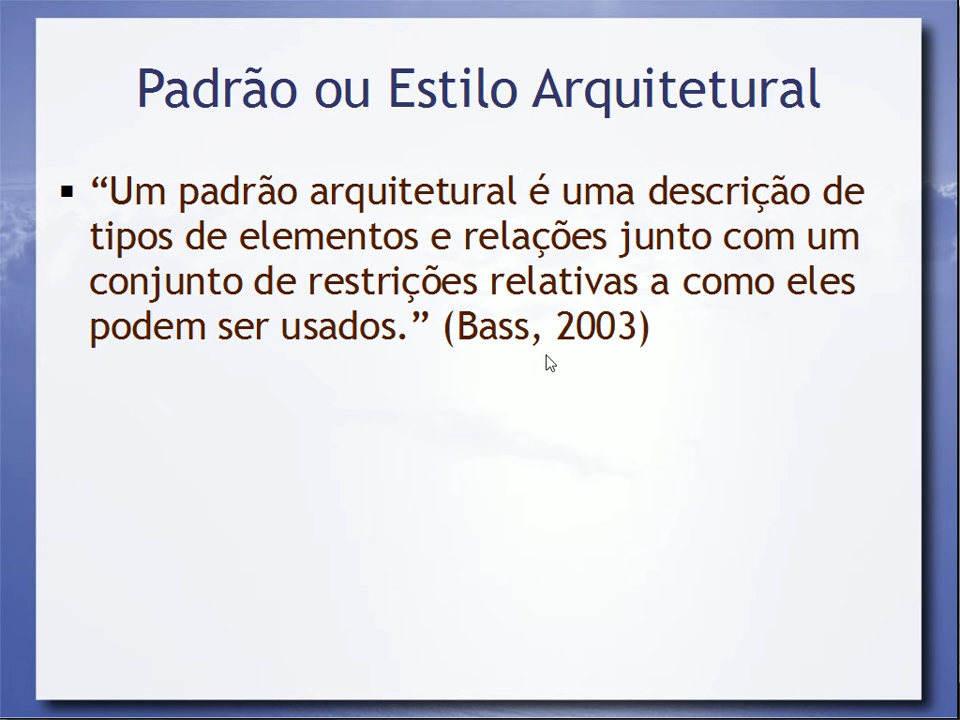 Padrão ou Estilo Arquitetural
▪ “Um padrão arquitetural é uma descrição de
tipos de elementos e relações junto com um
conjunto de restrições relativas a como eles
podem ser usados.” (Bass, 2003)